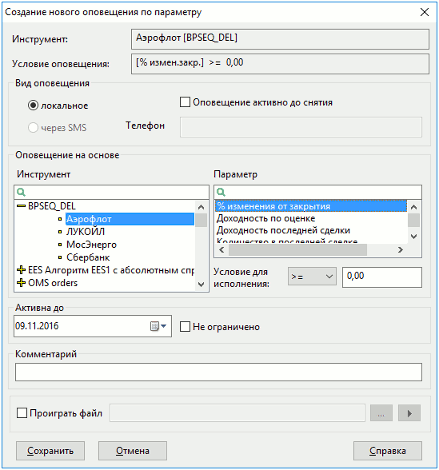 Создание нового оповещения по параметру
Инструмент: Аэрофлот [BPSEQ_DEL]
Условие оповещения: [% измен.закр.] >= 0,00
Вид оповещения
локальное
Оповещение активно до снятия
через SMS
Телефон
Оповещение на основе
Инструмент
Параметр
BPSEQ_DEL
Аэрофлот
ЛУКОЙЛ
МосЭнерго
Сбербанк
EES Алгоритм EES1 с абсолютным спр
OMS orders
% изменения от закрытия
Доходность по оценке
Доходность последней сделки
Количество в последней сделке
Условие для
исполнения:
>=
0,00
Активна до
09.11.2016
Не ограничено
Комментарий
Проиграть файл
...
Сохранить
Отмена
Справка